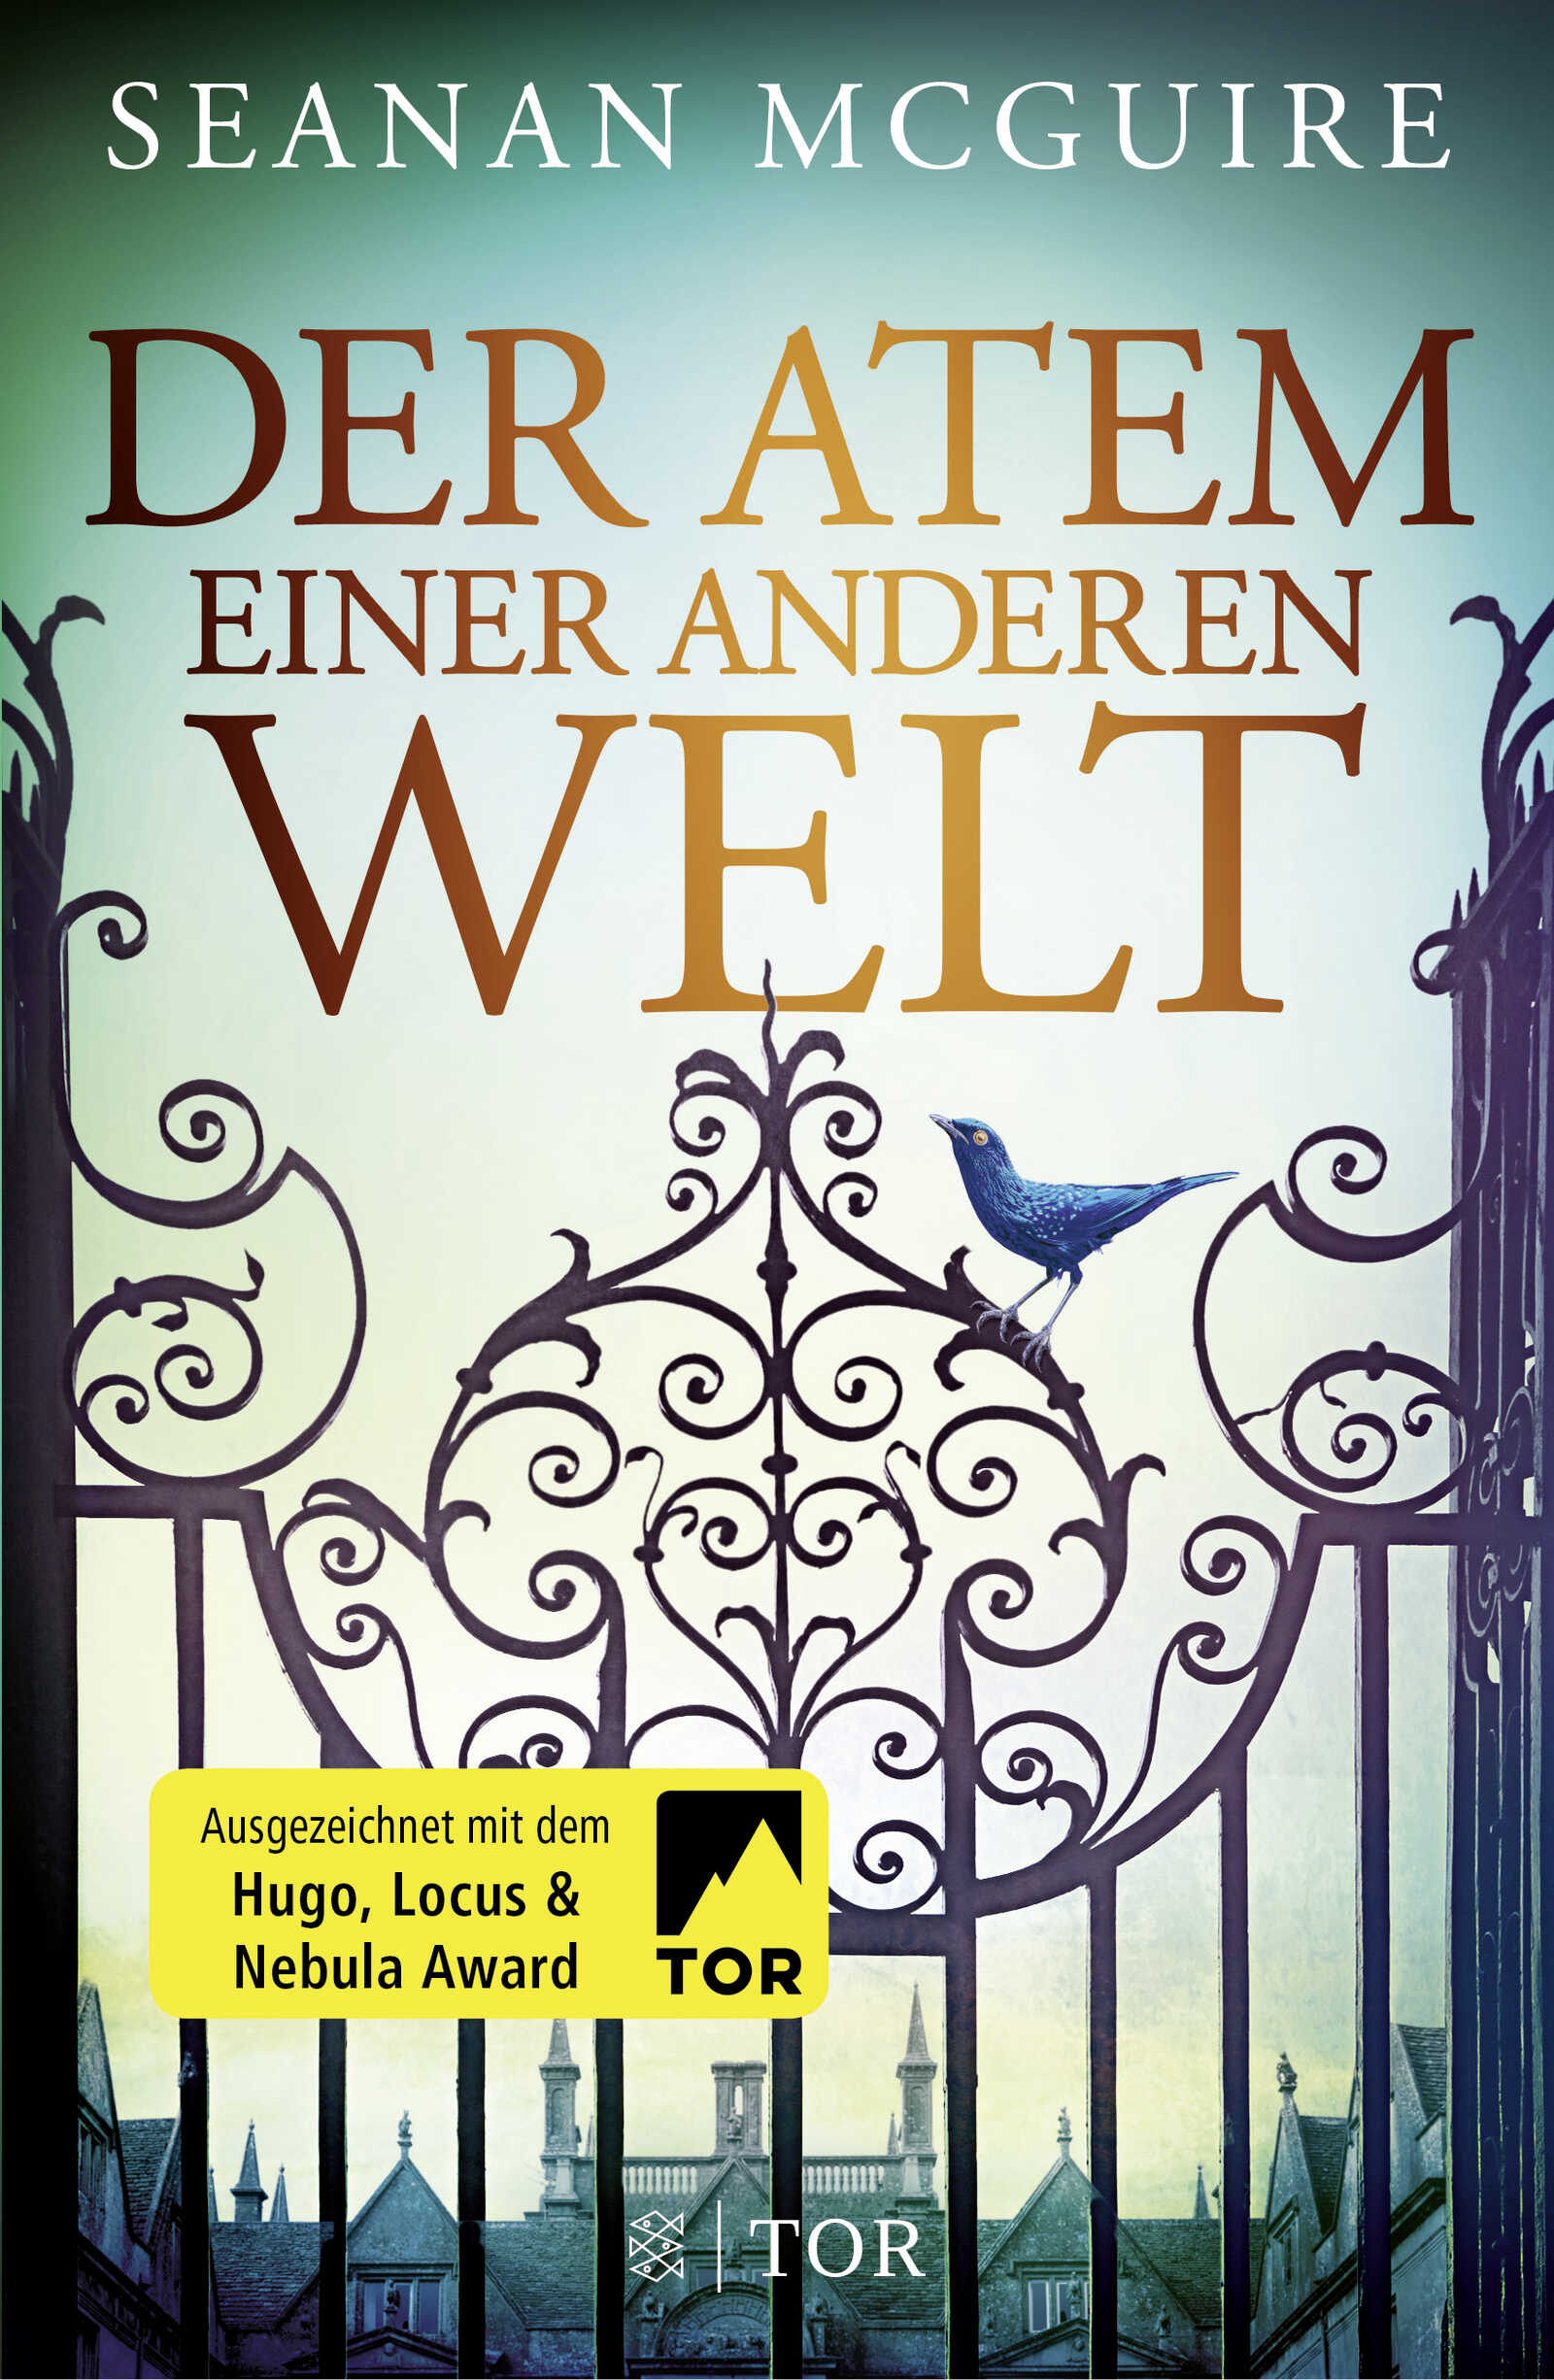 SEANAN MCGUIRE
DER ATEM
EINER ANDEREN
WELT
Ausgezeichnet mit dem
Hugo, Locus &
Nebula Award
TOR
TOR